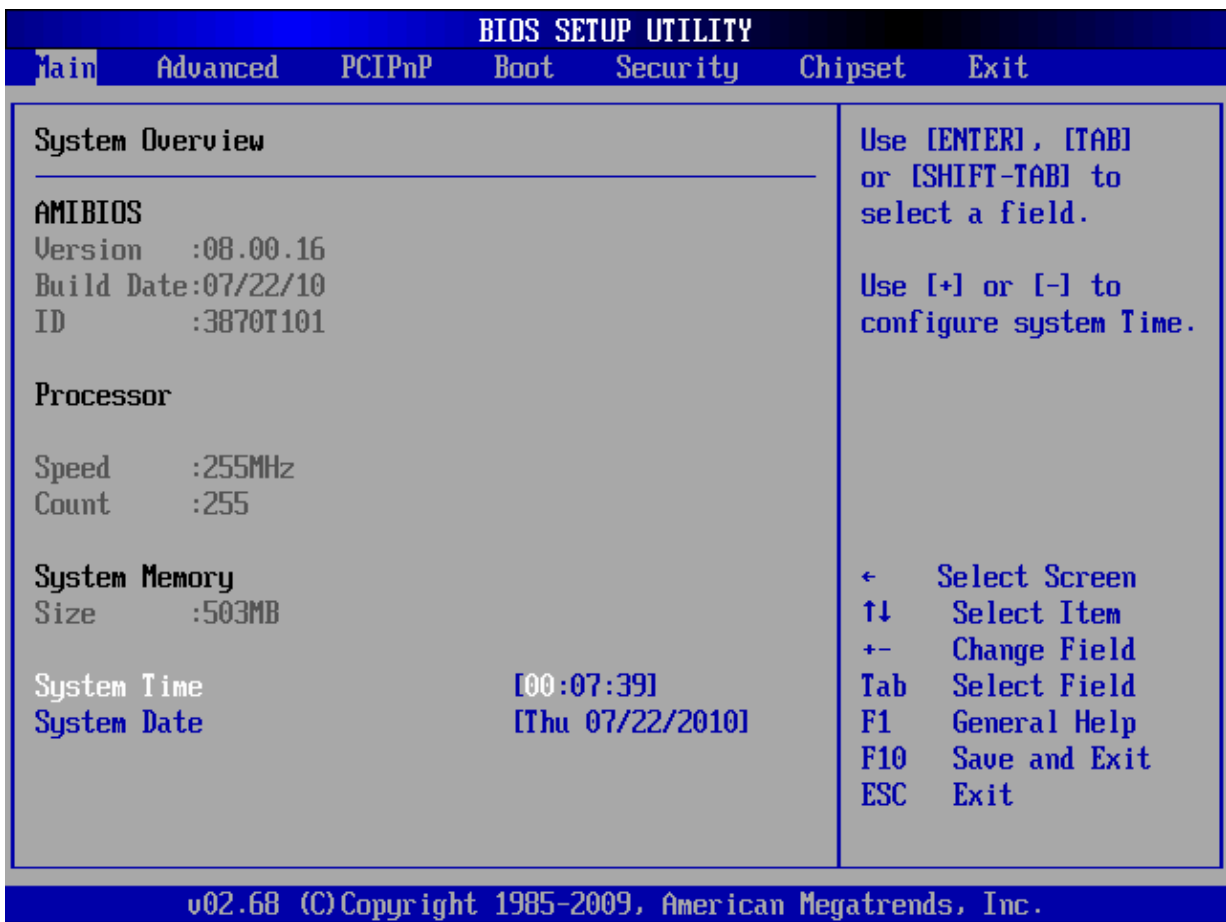 BIOS SETUP UTILITY
Main Advanced PCIPnP Boot Security Chipset Exit
System Overview
AMIBIOS
Version :08.00.16
Build Date:07/22/10
ID :3870T101
Processor
Speed :255MHz
Count :255
System Memory
Size :503MB
System Time [00:07:39]
System Date [Thu 07/22/2010]
Use [ENTER], [TAB]
or [SHIFT-TAB] to
select a field.
Use [+] or [-] to
configure system Time.
← Select Screen
↑↓ Select Item
+- Change Field
Tab Select Field
F1 General Help
F10 Save and Exit
ESC Exit
v02.68 (C)Copyright 1985-2009, American Megatrends, Inc.